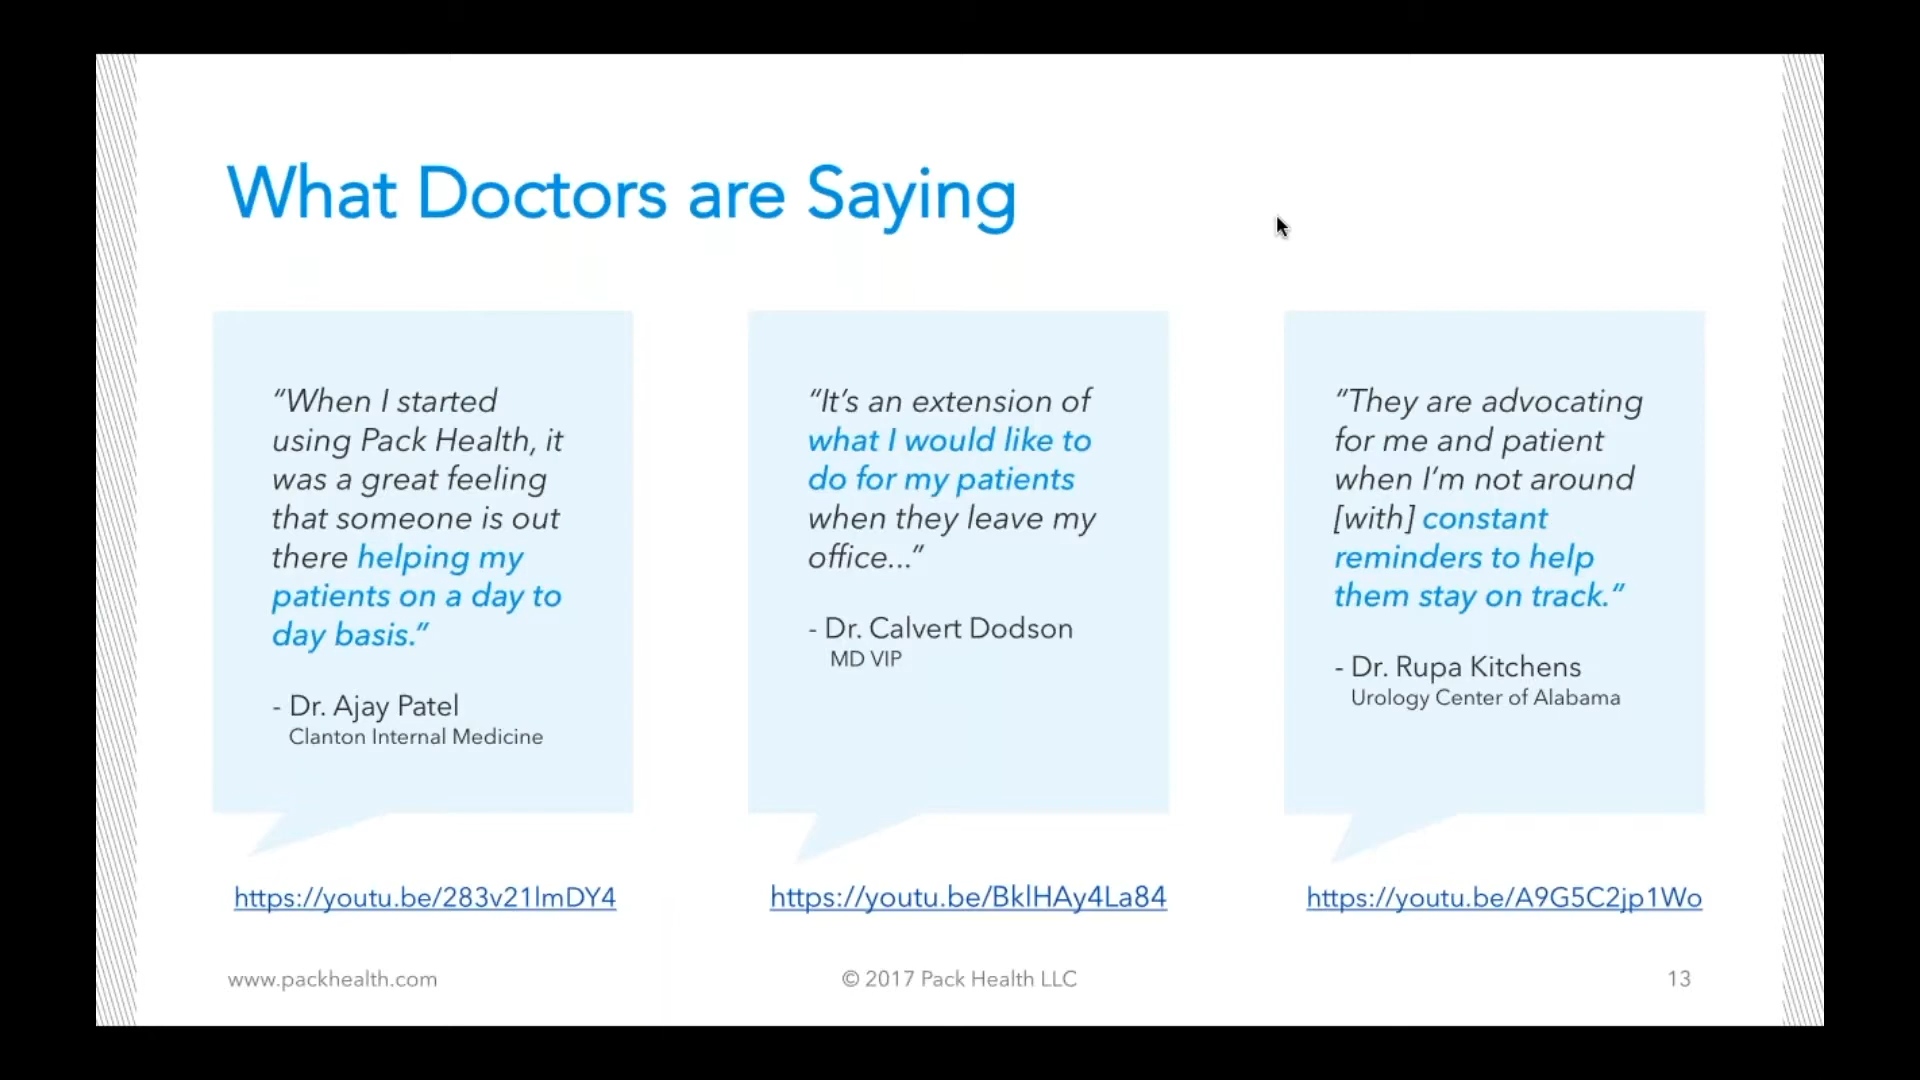 What Doctors are Saying
“When I started
using Pack Health, it
was a great feeling
that someone is out
there helping my
patients on a day to
day basis.”
- Dr. Ajay Patel
Clanton Internal Medicine
https://youtu.be/283v21lmDY4
“It’s an extension of
what I would like to
do for my patients
when they leave my
office...”
- Dr. Calvert Dodson
MD VIP
https://youtu.be/BklHAy4La84
“They are advocating
for me and patient
when I’m not around
[with] constant
reminders to help
them stay on track.”
- Dr. Rupa Kitchens
Urology Center of Alabama
https://youtu.be/A9G5C2jp1Wo
www.packhealth.com
© 2017 Pack Health LLC
13